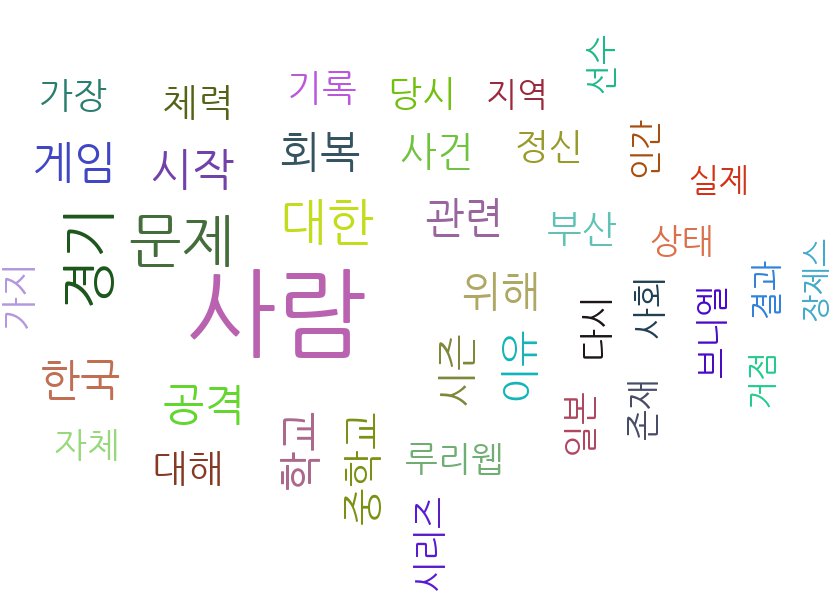 선수
가장
체력
기록
당시
지역
게임
시작
회복
사건
정신
인간
실제
경기
문제
대한
관련
부산
상태
가지
사람
위해
다시
사회
브니엘
결과
장제스
한국
공격
시즌
이유
거점
자체
대해
학교
중학교
루리웹
일본
존재
시리즈